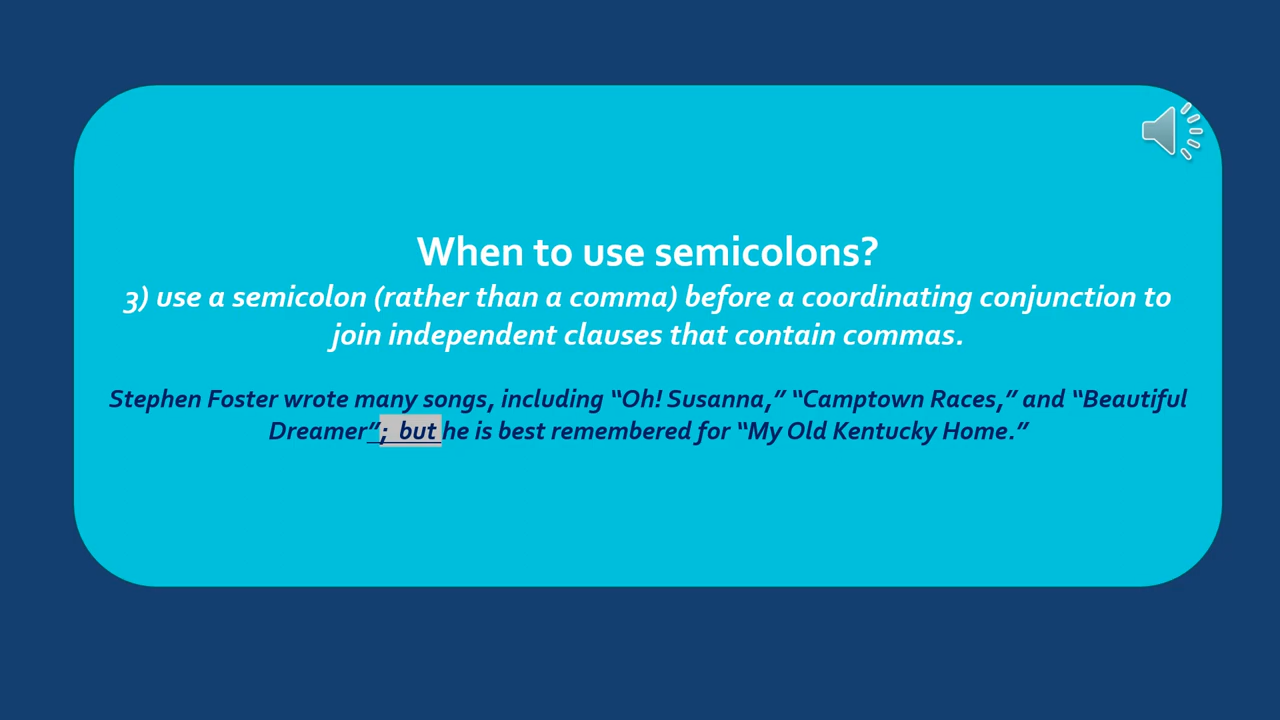 When to use semicolons?
3) use a semicolon (rather than a comma) before a coordinating conjunction to
join independent clauses that contain commas.
Stephen Foster wrote many songs, including “Oh! Susanna,” “Camptown Races,” and “Beautiful
Dreamer”;  but he is best remembered for “My Old Kentucky Home.”